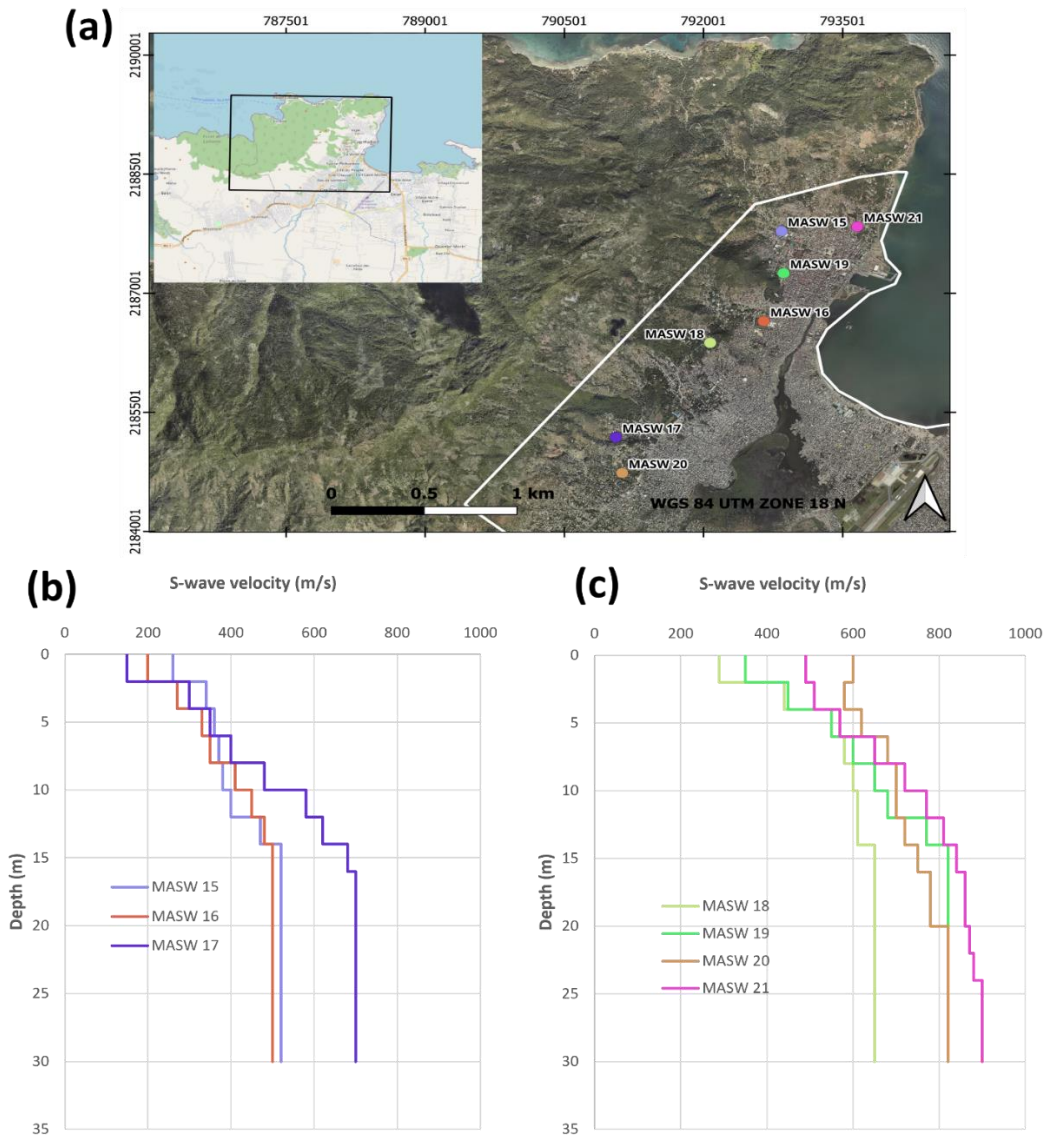 (a)
787501 789001 790501 792001 793501
2190001
2188501
2187001
2185501
2184001
MASW 15
MASW 21
MASW 19
MASW 16
MASW 18
MASW 17
MASW 20
0 0.5 1 km
WGS 84 UTM ZONE 18 N
(b)
S-wave velocity (m/s)
0 200 400 600 800 1000
0
5
10
15
20
25
30
35
Depth (m)
MASW 15
MASW 16
MASW 17
(c)
S-wave velocity (m/s)
0 200 400 600 800 1000
0
5
10
15
20
25
30
35
Depth (m)
MASW 18
MASW 19
MASW 20
MASW 21